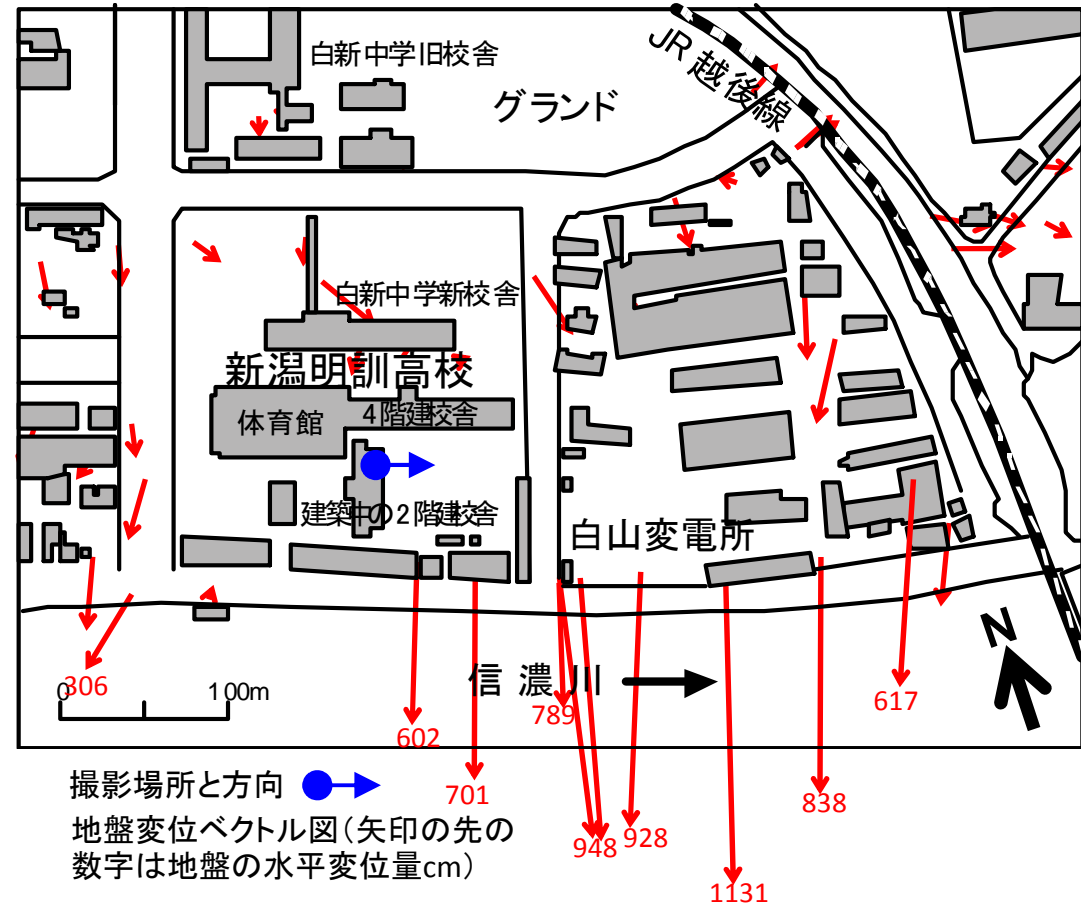 白新中学旧校舎
グランド
JR越後線
白新中学新校舎
新潟明訓高校
体育館
4階建校舎
建築中の2階建校舎
白山変電所
N
信濃川
0
100m
306
602
701
789
948
928
1131
838
617
撮影場所と方向
地盤変位ベクトル図(矢印の先の
数字は地盤の水平変位量cm)